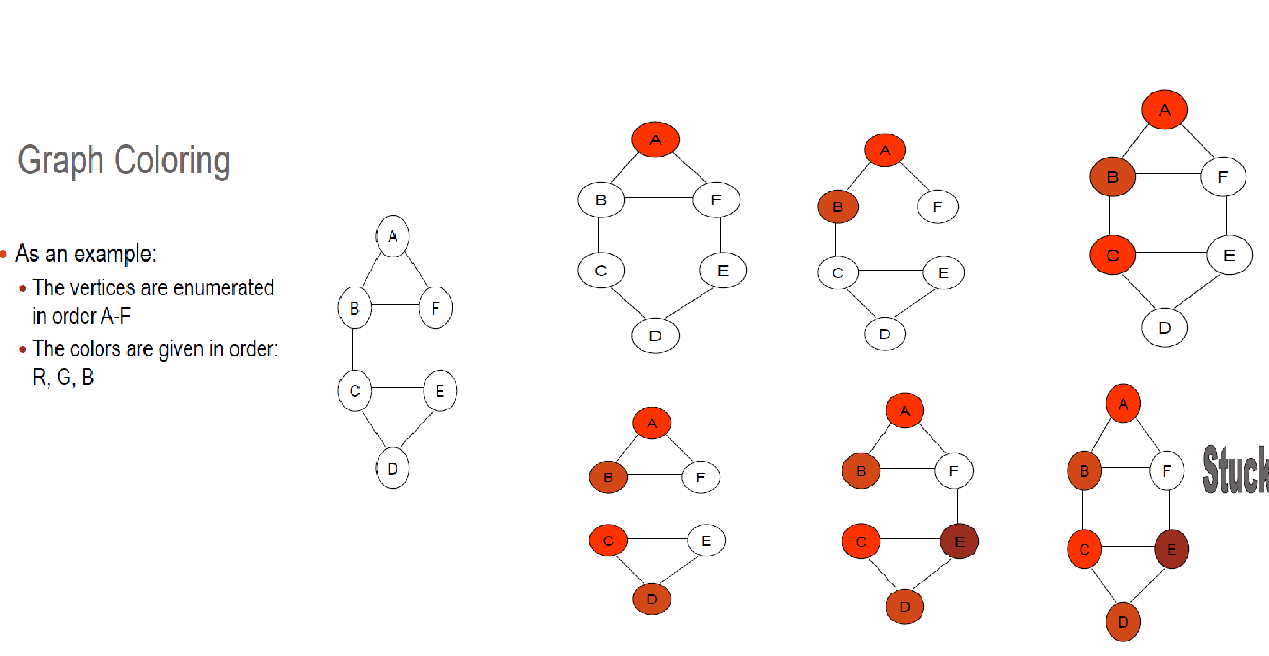 Graph Coloring
As an example:
The vertices are enumerated
in order A-F
The colors are given in order:
R, G, B
A
B
F
C
E
D
A
B
F
C
E
D
A
B
F
C
E
D
A
B
F
C
E
D
A
B
F
C
E
D
A
B
F
C
E
D
A
B
F
C
E
D
Stuck